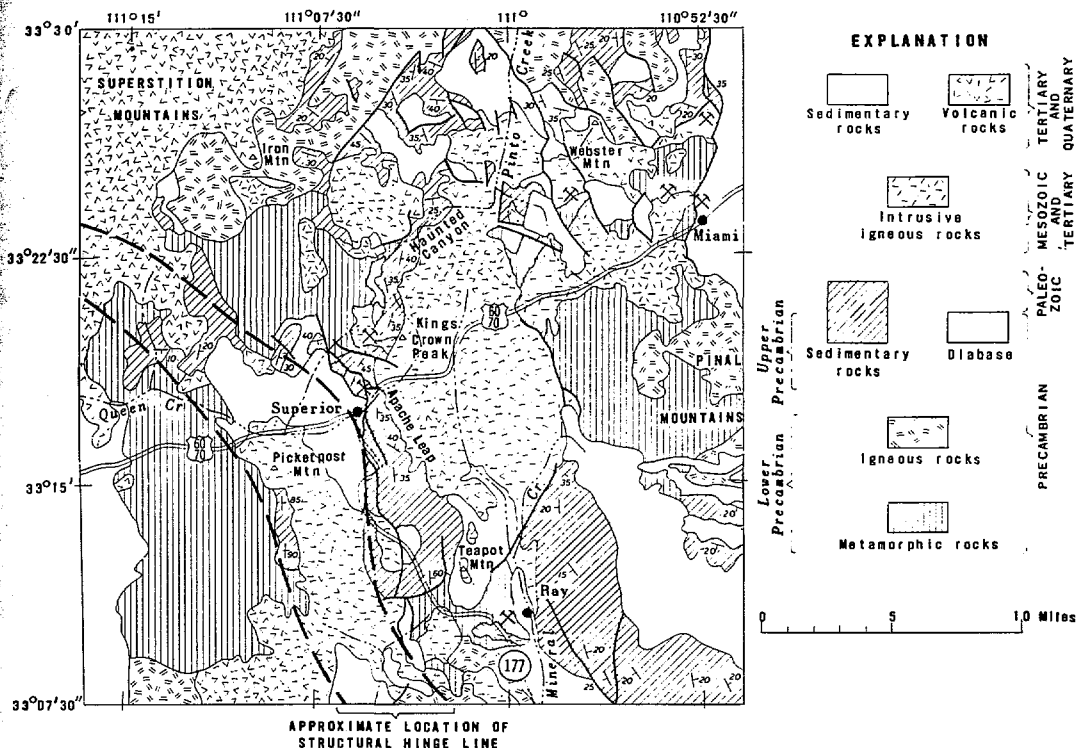 111°15'
111°07'30"
111°
110°52'30"
33°30'
SUPERSTITION
MOUNTAINS
Iron
Mtn
Creek
Pinto
Webster
Mtn
Haunted
Canyon
Miami
33°22'30"
Kings
Crown
Peak
60
70
PINAL
MOUNTAINS
Superior
Apache Leap
Queen Cr
60
70
Picketpost
Mtn
33°15'
Teapot
Mtn
Cr
Ray
Mineral
177
33°07'30"
APPROXIMATE LOCATION OF
STRUCTURAL HINGE LINE
EXPLANATION
Sedimentary
rocks
Volcanic
rocks
TERTIARY
AND
QUATERNARY
Intrusive
igneous rocks
MESOZOIC
AND
TERTIARY
Sedimentary
rocks
Diabase
PALEO-
ZOIC
Upper
Precambrian
Igneous rocks
Lower
Precambrian
Metamorphic rocks
PRECAMBRIAN
0
5
10 Miles